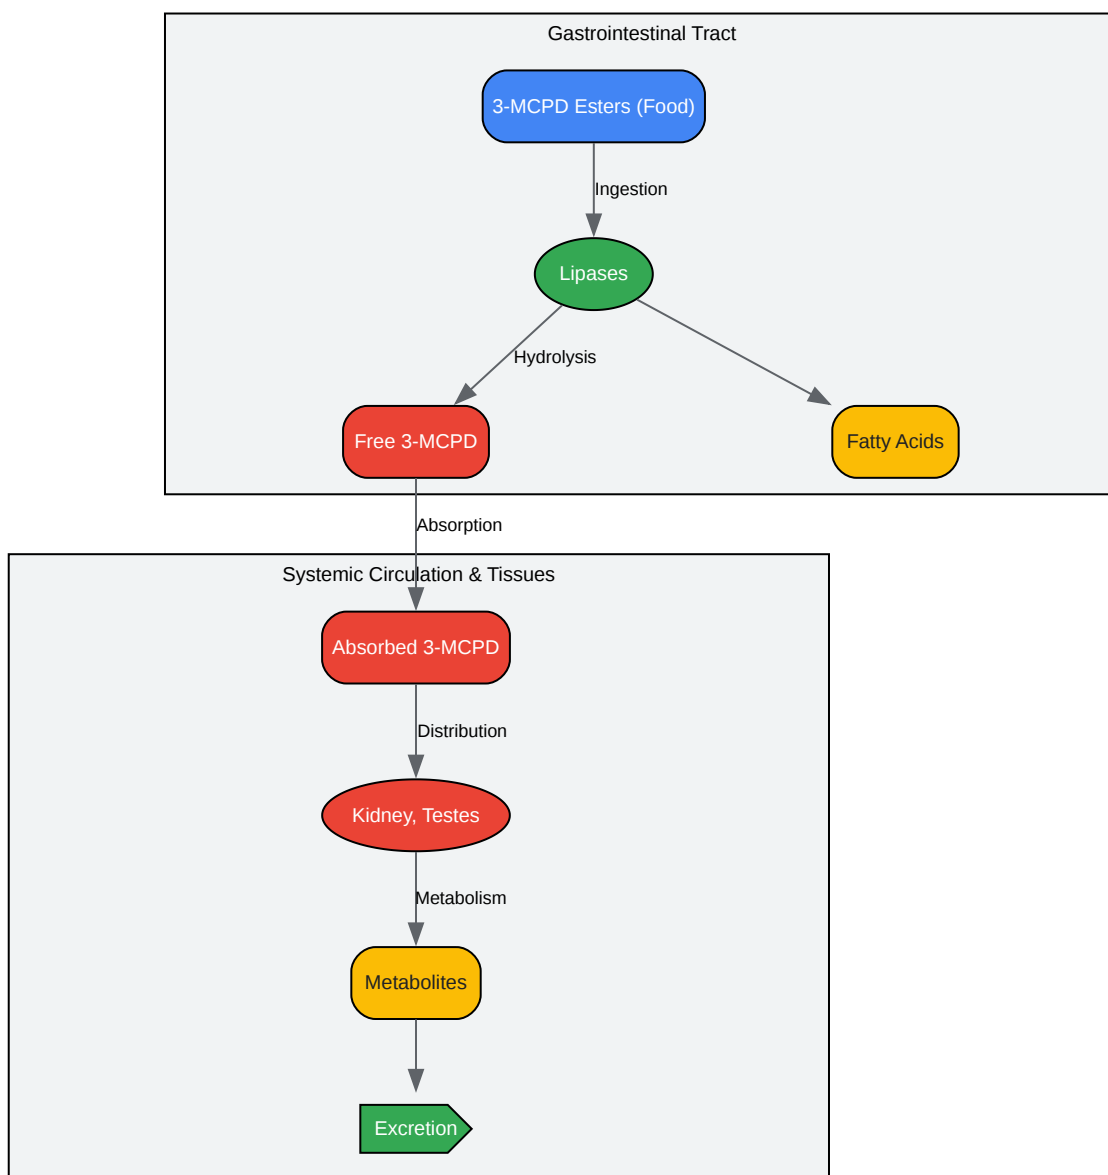 Gastrointestinal Tract
3-MCPD Esters (Food)
Ingestion
Lipases
Hydrolysis
Free 3-MCPD
Fatty Acids
Absorption
Systemic Circulation & Tissues
Absorbed 3-MCPD
Distribution
Kidney, Testes
Metabolism
Metabolites
Excretion